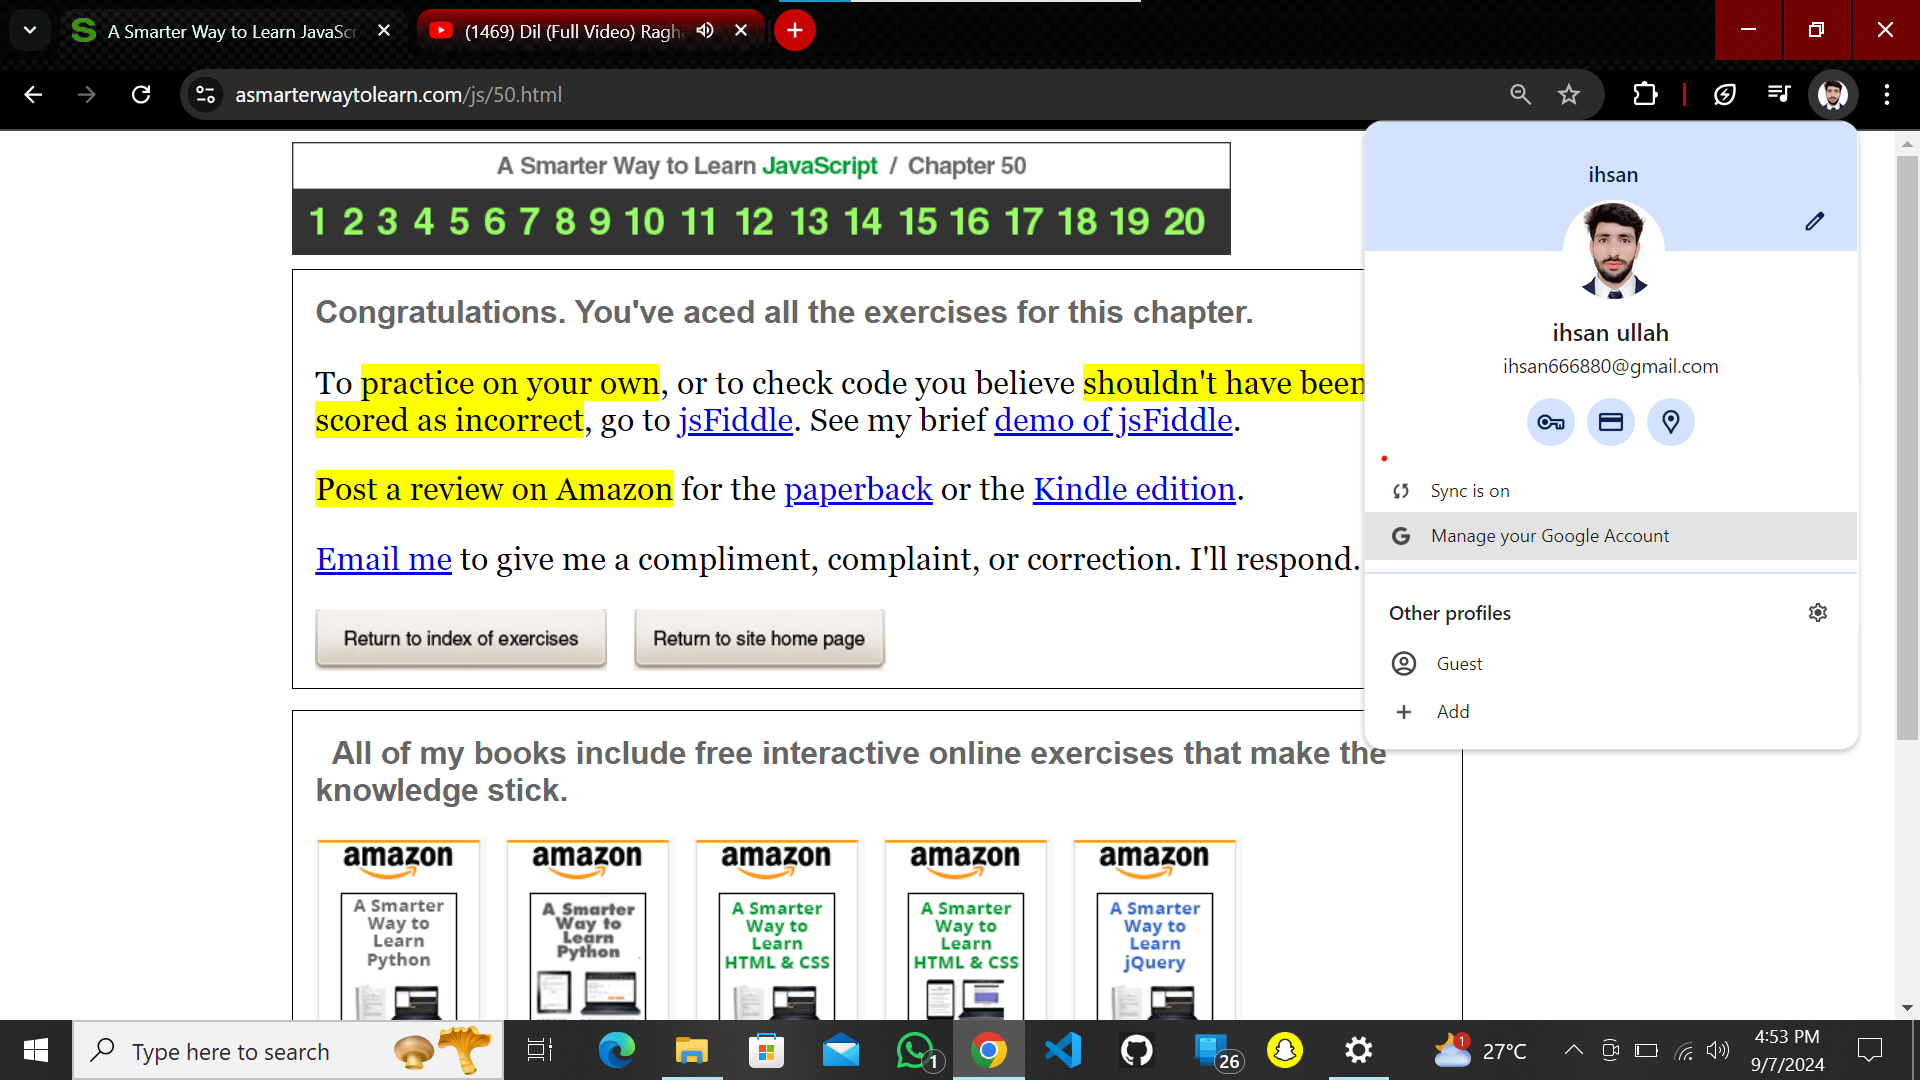 A Smarter Way to Learn JavaScr
(1469) Dil (Full Video) Ragha
asmarterwaytolearn.com/js/50.html
A Smarter Way to Learn JavaScript / Chapter 50
1 2 3 4 5 6 7 8 9 10 11 12 13 14 15 16 17 18 19 20
Congratulations. You've aced all the exercises for this chapter.
To practice on your own, or to check code you believe shouldn't have been
scored as incorrect, go to jsFiddle. See my brief demo of jsFiddle.
Post a review on Amazon for the paperback or the Kindle edition.
Email me to give me a compliment, complaint, or correction. I'll respond.
Return to index of exercises
Return to site home page
All of my books include free interactive online exercises that make the
knowledge stick.
amazon
A Smarter
Way to
Learn
Python
amazon
A Smarter
Way to
Learn
Python
amazon
A Smarter
Way to
Learn
HTML & CSS
amazon
A Smarter
Way to
Learn
HTML & CSS
amazon
A Smarter
Way to
Learn
jQuery
ihsan
ihsan ullah
ihsan666880@gmail.com
Sync is on
Manage your Google Account
Other profiles
Guest
Add
Type here to search
1
26
1
27°C
4:53 PM
9/7/2024